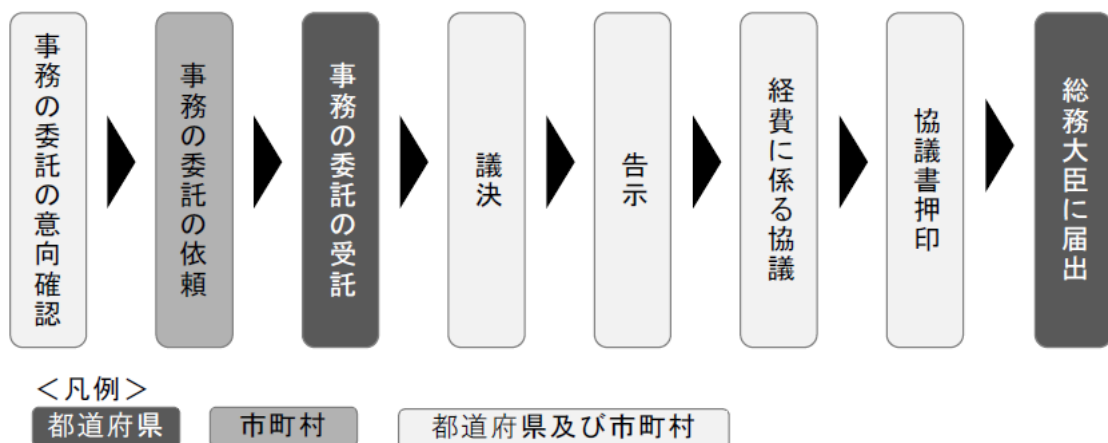 事務の委託の意向確認
事務の委託の依頼
事務の委託の受託
議決
告示
経費に係る協議
協議書押印
総務大臣に届出
＜凡例＞
都道府県
市町村
都道府県及び市町村